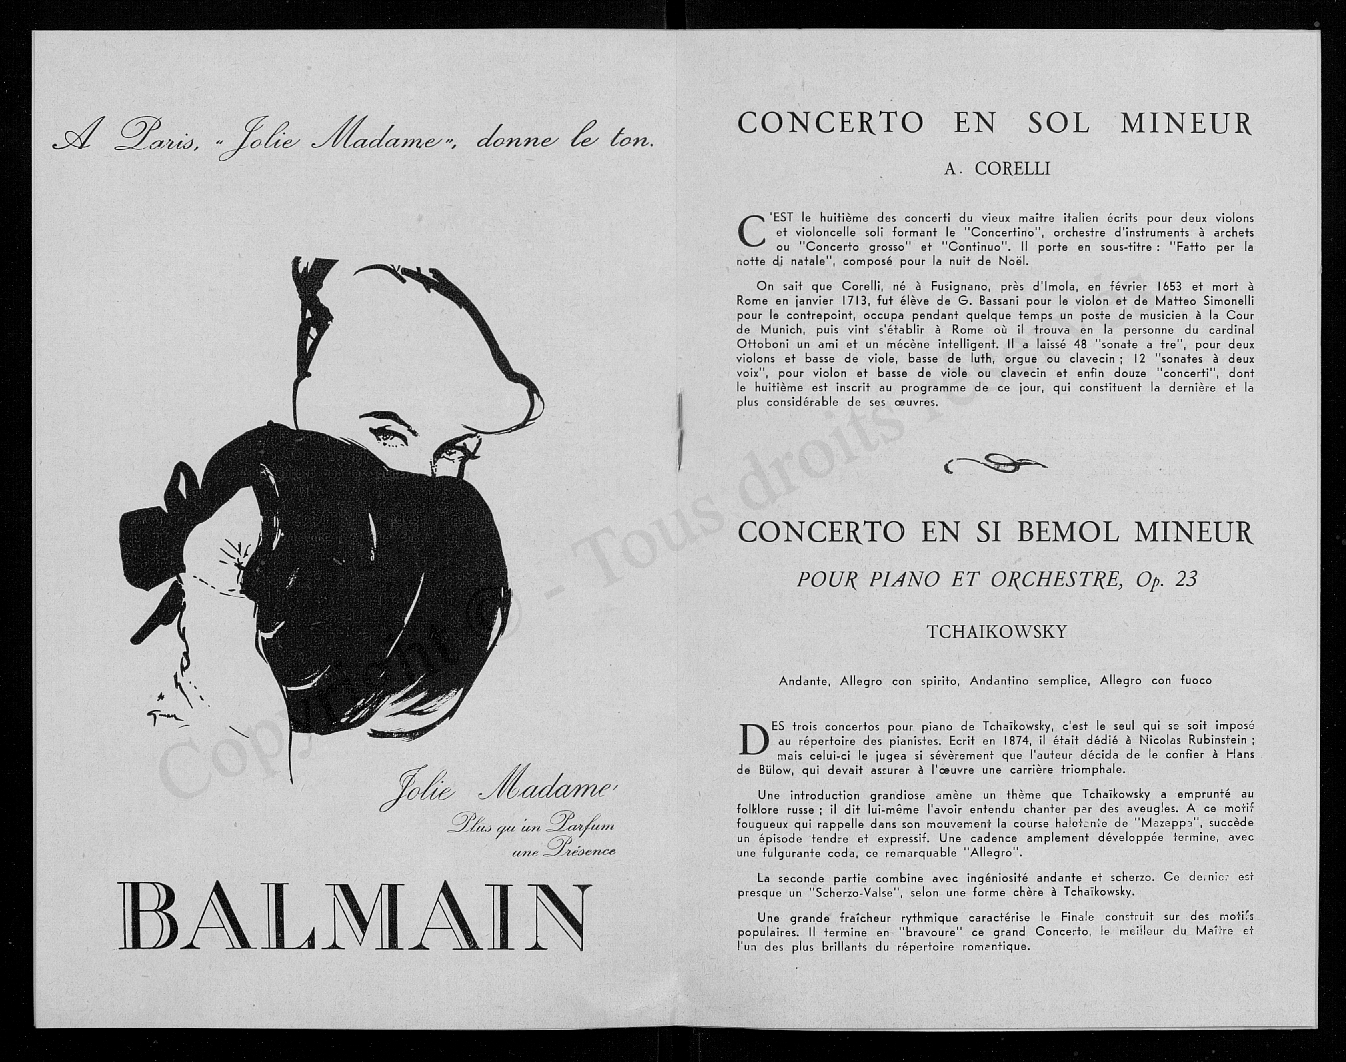 A Paris, "Jolie Madame", donne le ton.
Gruau
Jolie Madame
Plus qu'un Parfum
une Présence
BALMAIN
CONCERTO EN SOL MINEUR
A. CORELLI
C'EST le huitième des concerti du vieux maître italien écrits pour deux violons
et violoncelle soli formant le "Concertino", orchestre d'instruments à archets
ou "Concerto grosso" et "Continuo". Il porte en sous-titre : "Fatto per la
notte di natale", composé pour la nuit de Noël.
On sait que Corelli, né à Fusignano, près d'Imola, en février 1653 et mort à
Rome en janvier 1713, fut élève de G. Bassani pour le violon et de Matteo Simonelli
pour le contrepoint, occupa pendant quelque temps un poste de musicien à la Cour
de Munich, puis vint s'établir à Rome où il trouva en la personne du cardinal
Ottoboni un ami et un mécène intelligent. Il a laissé 48 "sonate a tre", pour deux
violons et basse de viole, basse de luth, orgue ou clavecin ; 12 "sonates à deux
voix", pour violon et basse de viole ou clavecin et enfin douze "concerti", dont
le huitième est inscrit au programme de ce jour, qui constituent la dernière et la
plus considérable de ses œuvres.
CONCERTO EN SI BEMOL MINEUR
POUR PIANO ET ORCHESTRE, Op. 23
TCHAIKOWSKY
Andante, Allegro con spirito, Andantino semplice, Allegro con fuoco
DES trois concertos pour piano de Tchaïkowsky, c'est le seul qui se soit imposé
au répertoire des pianistes. Ecrit en 1874, il était dédié à Nicolas Rubinstein ;
mais celui-ci le jugea si sévèrement que l'auteur décida de le confier à Hans
de Bülow, qui devait assurer à l'œuvre une carrière triomphale.
Une introduction grandiose amène un thème que Tchaïkowsky a emprunté au
folklore russe ; il dit lui-même l'avoir entendu chanter par des aveugles. A ce motif
fougueux qui rappelle dans son mouvement la course haletante de "Mazeppa", succède
un épisode tendre et expressif. Une cadence amplement développée termine, avec
une fulgurante coda, ce remarquable "Allegro".
La seconde partie combine avec ingéniosité andante et scherzo. Ce dernier est
presque un "Scherzo-Valse", selon une forme chère à Tchaïkowsky.
Une grande fraîcheur rythmique caractérise le Finale construit sur des motifs
populaires. Il termine en "bravoure" ce grand Concerto, le meilleur du Maître et
l'un des plus brillants du répertoire romantique.
Copyright © - Tous droits réservés